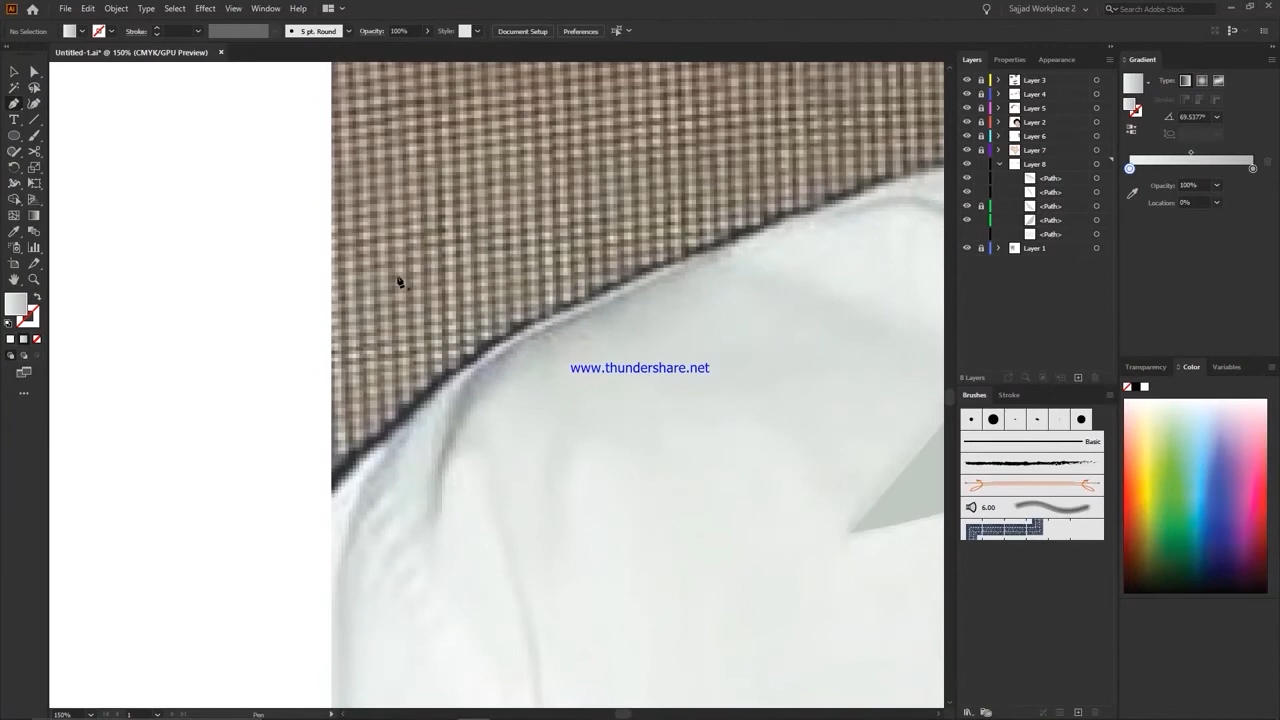 File Edit Object Type Select Effect View Window Help
Sajjad Workplace 2
Search Adobe Stock
No Selection
Stroke:
5 pt. Round
Opacity: 100%
Style:
Document Setup
Preferences
Untitled-1.ai* @ 150% (CMYK/GPU Preview)
Layers Properties Appearance
Layer 3
Layer 4
Layer 5
Layer 2
Layer 6
Layer 7
Layer 8
<Path>
<Path>
<Path>
<Path>
<Path>
Layer 1
8 Layers
Gradient
Type:
Stroke:
69.5377°
Opacity: 100%
Location: 0%
Brushes Stroke
Basic
6.00
Transparency Color Variables
www.thundershare.net
150%
1
Pen